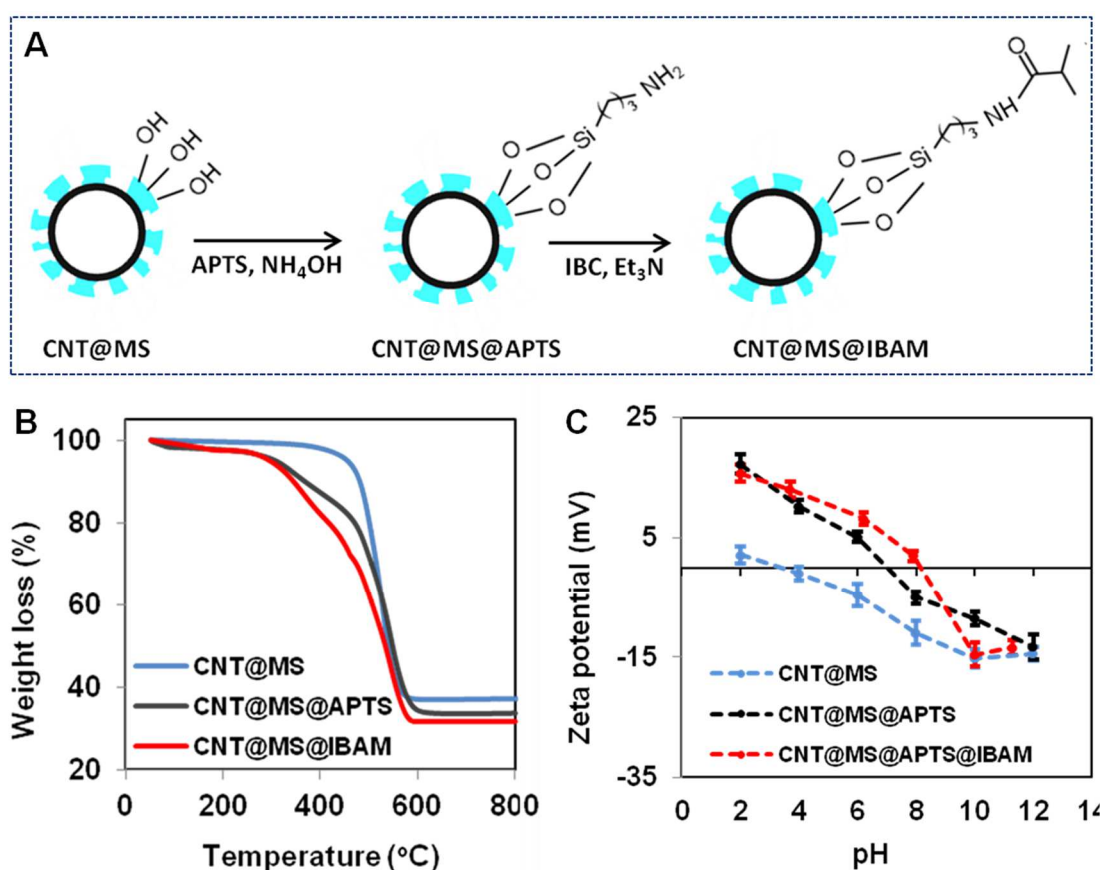 A
OH
OH
OH
O
O
O
Si
( )3
NH2
O
O
O
Si
( )3
NH
O
APTS, NH4OH
IBC, Et3N
CNT@MS
CNT@MS@APTS
CNT@MS@IBAM
B
Weight loss (%)
100
80
60
40
20
0
200
400
600
800
CNT@MS
CNT@MS@APTS
CNT@MS@IBAM
Temperature (oC)
C
Zeta potential (mV)
25
5
-15
-35
0
2
4
6
8
10
12
14
CNT@MS
CNT@MS@APTS
CNT@MS@APTS@IBAM
pH